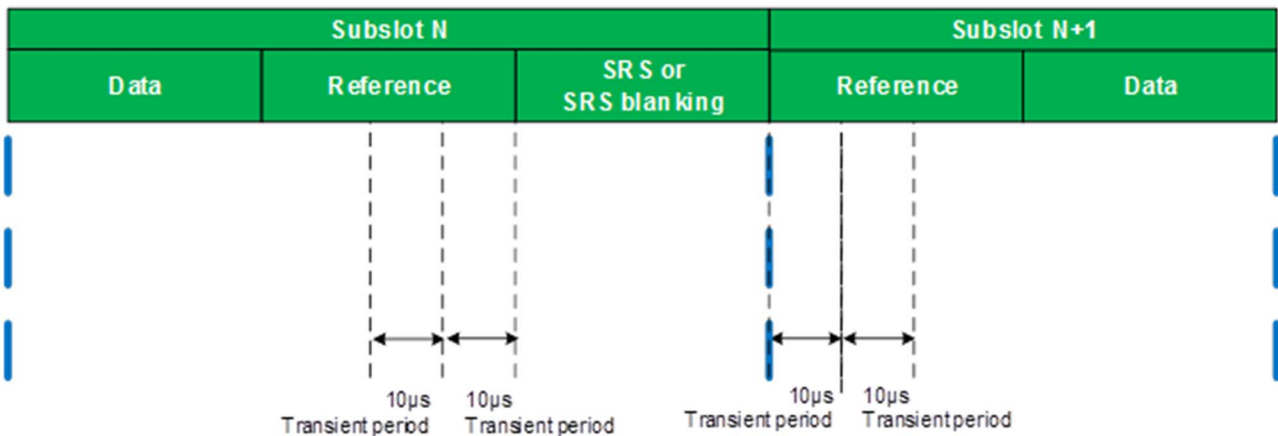 Subslot N
Subslot N+1
Data
Reference
SRS or
SRS blanking
Reference
Data
10µs
Transient period
10µs
Transient period
10µs
Transient period
10µs
Transient period